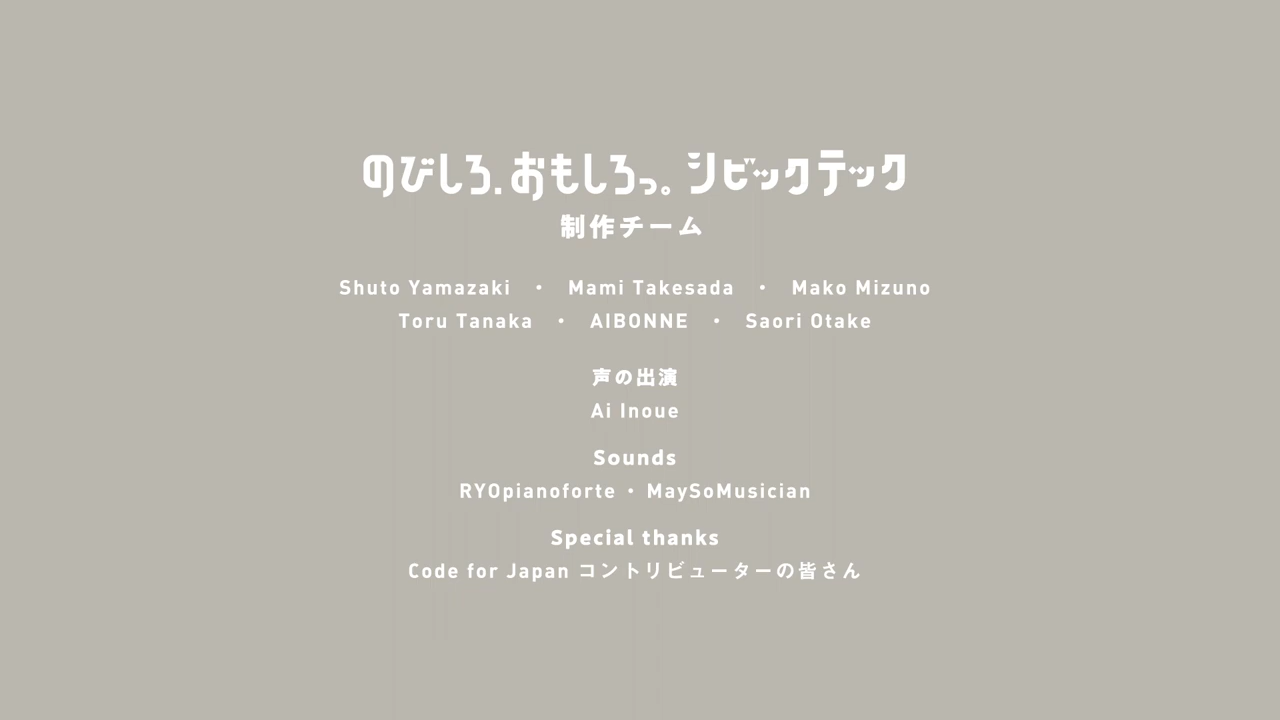 のびしろ、おもしろっ。シビックテック
制作チーム
Shuto Yamazaki ・ Mami Takesada ・ Mako Mizuno
Toru Tanaka ・ AIBONNE ・ Saori Otake
声の出演
Ai Inoue
Sounds
RYOpianoforte ・ MaySoMusician
Special thanks
Code for Japan コントリビューターの皆さん